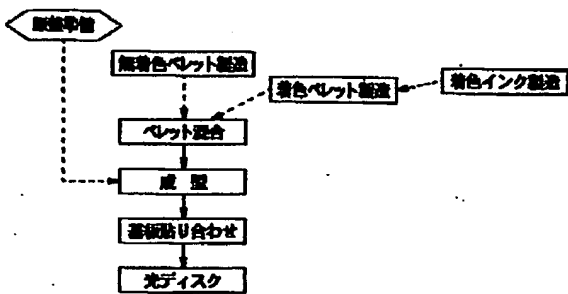 原盤準備
無着色ペレット製造
着色ペレット製造
着色インク製造
ペレット混合
成 型
基板貼り合わせ
光ディスク